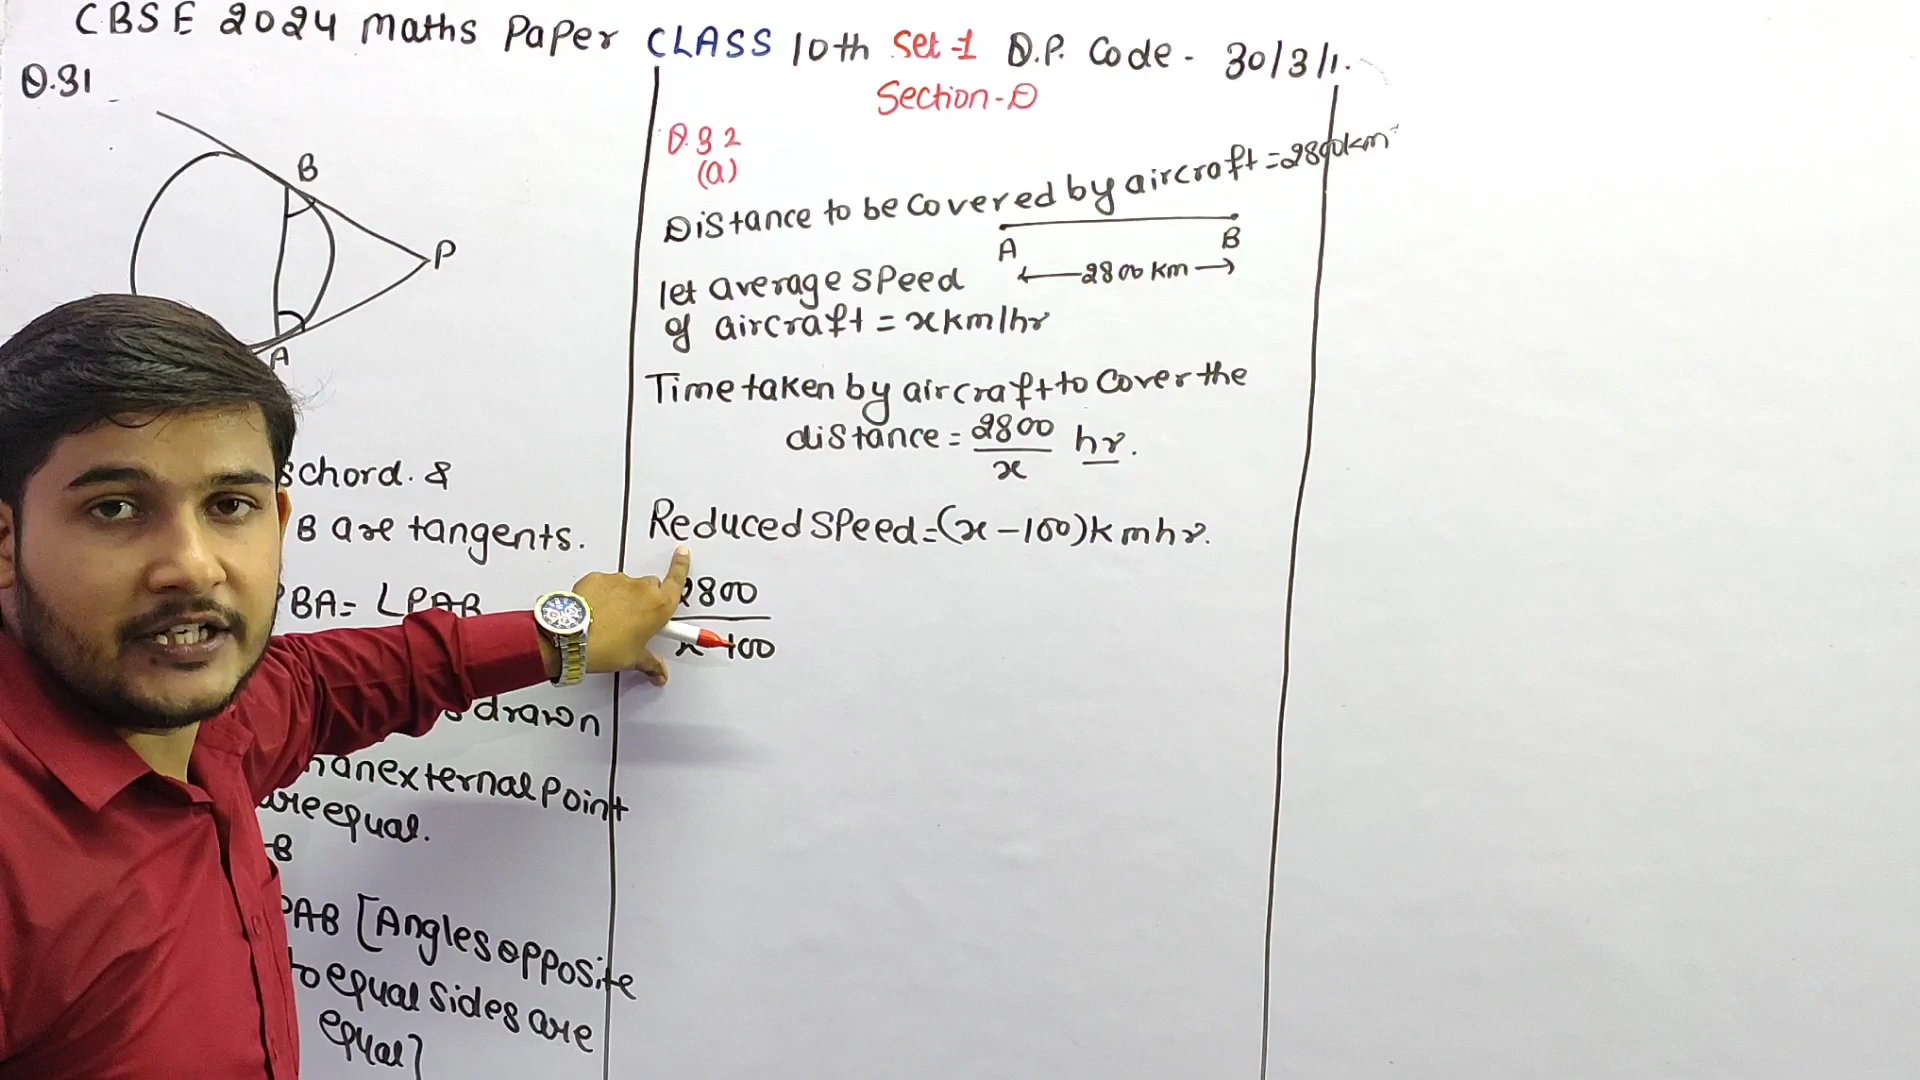 CBSE 2024 Maths Paper CLASS 10th Set-1 Q.P. Code - 30/3/1.
Section-D
Q.31
B
P
A
chord. &
B are tangents.
BA = ∠PAB
drawn
an external Point
are equal.
B
PAB [Angles opposite
to equal sides are
equal]
Q.32
(a)
Distance to be covered by aircraft = 2800km
A B
2800 km
let average speed
of aircraft = x km/hr
Time taken by aircraft to cover the
distance = 2800/x hr.
Reduced speed = (x - 100) kmhr.
2800
x-100